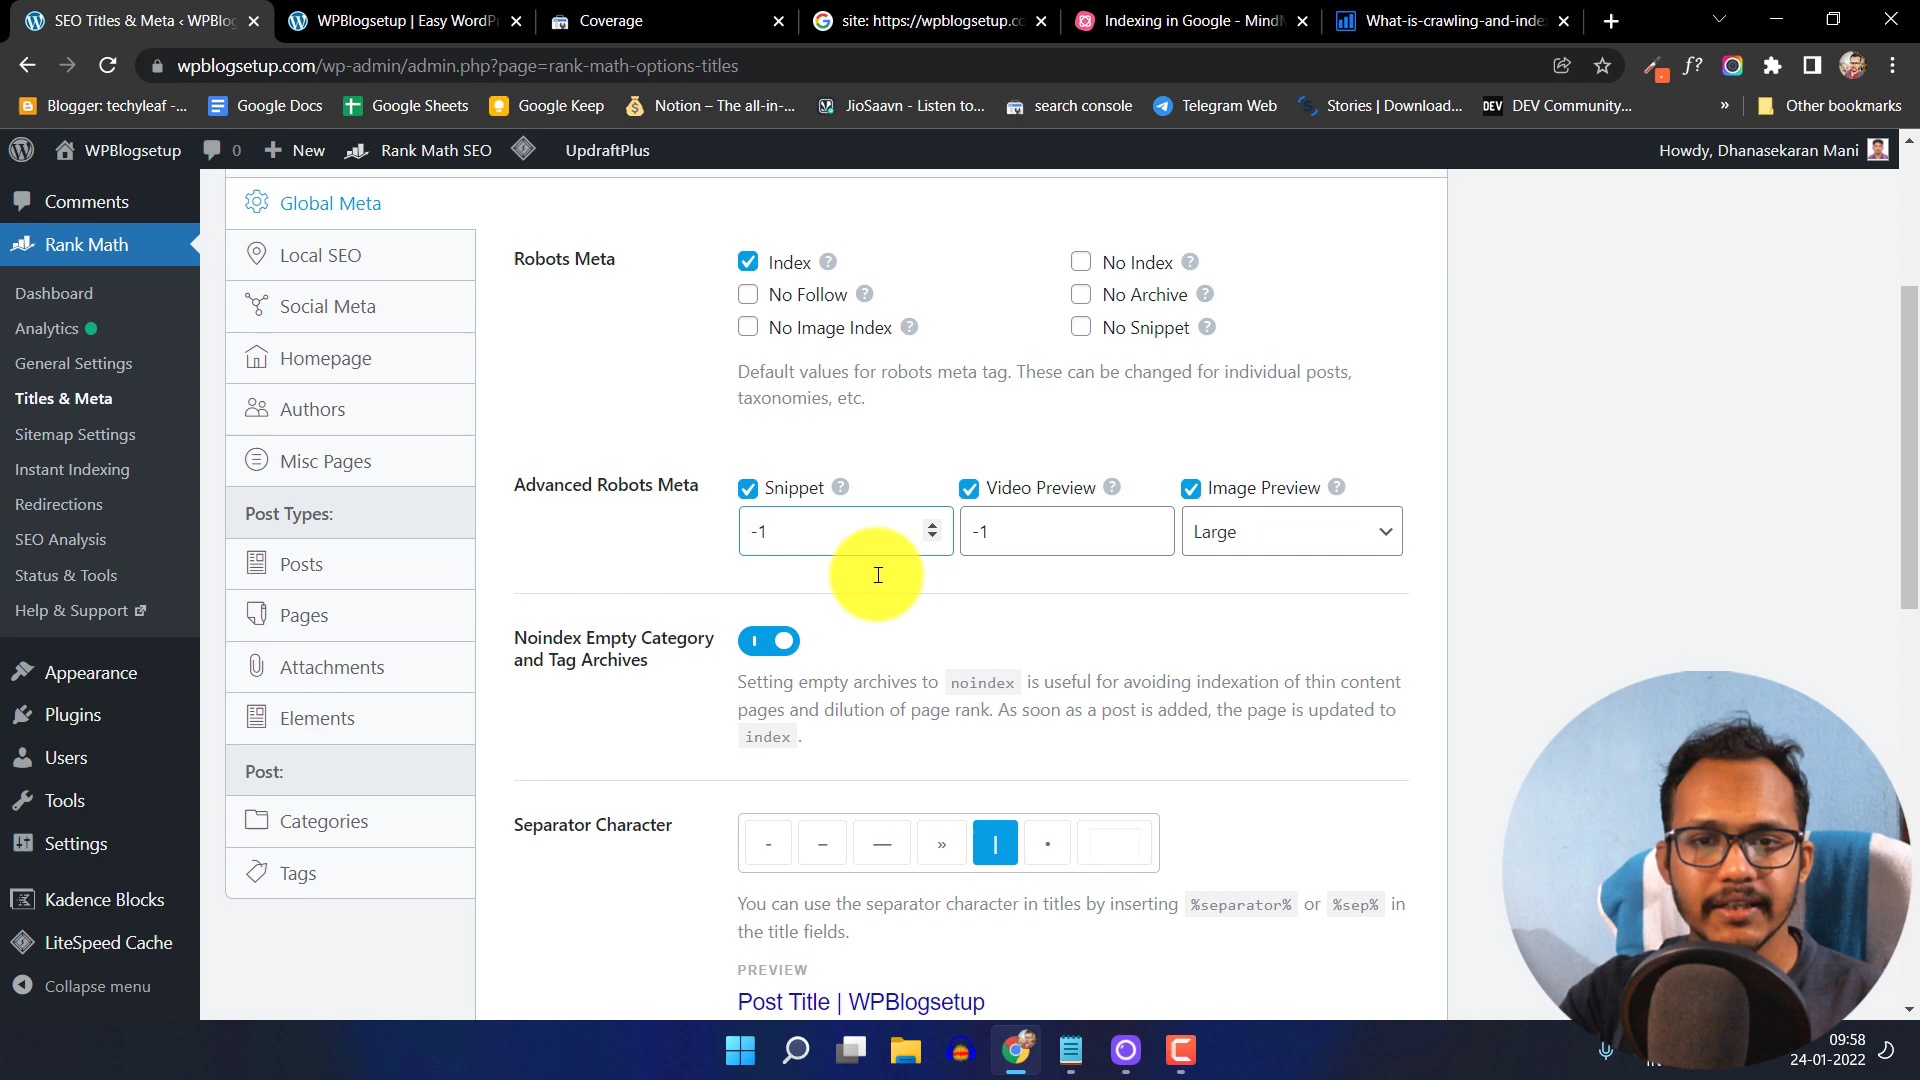 SEO Titles & Meta ‹ WPBlog
WPBlogsetup | Easy WordPr
Coverage
site: https://wpblogsetup.co
Indexing in Google - MindM
What-is-crawling-and-inde
wpblogsetup.com/wp-admin/admin.php?page=rank-math-options-titles
f?
Blogger: techyleaf -...
Google Docs
Google Sheets
Google Keep
Notion – The all-in-...
JioSaavn - Listen to...
search console
Telegram Web
Stories | Download...
DEV
DEV Community...
»
Other bookmarks
WPBlogsetup
0
New
Rank Math SEO
UpdraftPlus
Howdy, Dhanasekaran Mani
Comments
Rank Math
Dashboard
Analytics
General Settings
Titles & Meta
Sitemap Settings
Instant Indexing
Redirections
SEO Analysis
Status & Tools
Help & Support
Appearance
Plugins
Users
Tools
Settings
Kadence Blocks
LiteSpeed Cache
Collapse menu
Global Meta
Local SEO
Social Meta
Homepage
Authors
Misc Pages
Post Types:
Posts
Pages
Attachments
Elements
Post:
Categories
Tags
Robots Meta
Index
No Index
No Follow
No Archive
No Image Index
No Snippet
Default values for robots meta tag. These can be changed for individual posts,
taxonomies, etc.
Advanced Robots Meta
Snippet
Video Preview
Image Preview
-1
-1
Large
Noindex Empty Category
and Tag Archives
Setting empty archives to noindex is useful for avoiding indexation of thin content
pages and dilution of page rank. As soon as a post is added, the page is updated to
index .
Separator Character
- – — » | •
You can use the separator character in titles by inserting %separator% or %sep% in
the title fields.
PREVIEW
Post Title | WPBlogsetup
09:58
24-01-2022